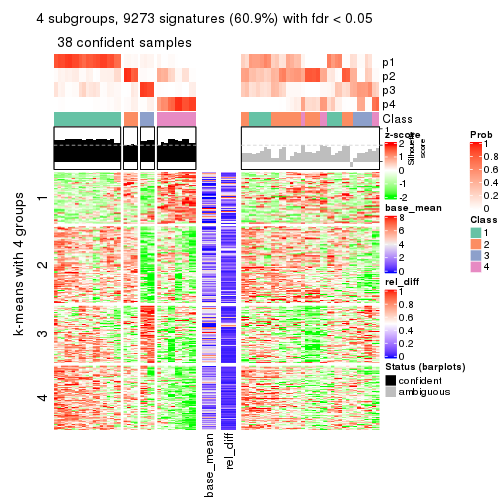 4 subgroups, 9273 signatures (60.9%) with fdr < 0.05
38 confident samples
p1
p2
p3
p4
Class
1
Silhouette
score
z-score
2
1
0
-1
-2
base_mean
8
6
4
2
0
rel_diff
1
0.8
0.6
0.4
0.2
0
Status (barplots)
confident
ambiguous
Prob
1
0.8
0.6
0.4
0.2
0
Class
1
2
3
4
k-means with 4 groups
1
2
3
4
base_mean
rel_diff